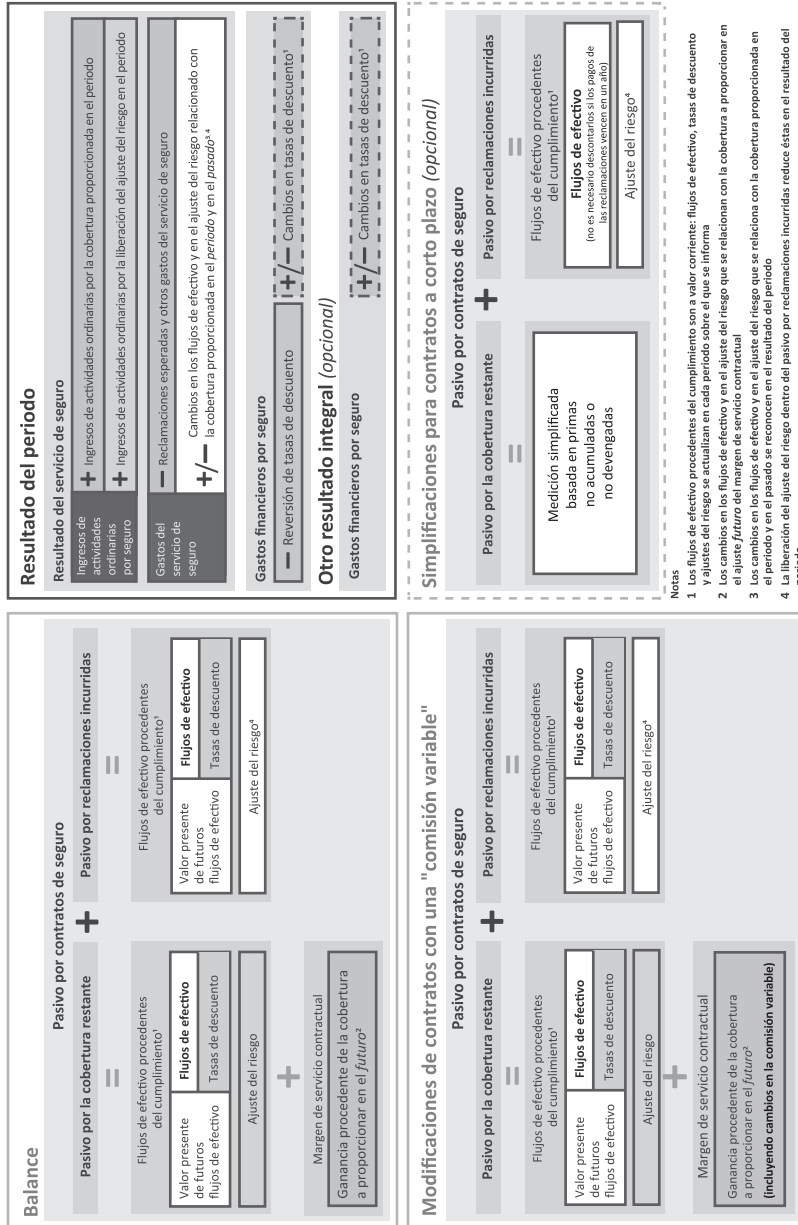 Balance
Pasivo por contratos de seguro
Pasivo por la cobertura restante
+
Pasivo por reclamaciones incurridas
=
Flujos de efectivo procedentes
del cumplimiento¹
Valor presente
de futuros
flujos de efectivo
Flujos de efectivo
Tasas de descuento
Ajuste del riesgo
+
Margen de servicio contractual
Ganancia procedente de la cobertura
a proporcionar en el futuro²
=
Flujos de efectivo procedentes
del cumplimiento¹
Valor presente
de futuros
flujos de efectivo
Flujos de efectivo
Tasas de descuento
Ajuste del riesgo⁴
Resultado del periodo
Resultado del servicio de seguro
Ingresos de
actividades
ordinarias
por seguro
+ Ingresos de actividades ordinarias por la cobertura proporcionada en el periodo
+ Ingresos de actividades ordinarias por la liberación del ajuste del riesgo en el periodo
Gastos del
servicio de
seguro
— Reclamaciones esperadas y otros gastos del servicio de seguro
+/— Cambios en los flujos de efectivo y en el ajuste del riesgo relacionado con
la cobertura proporcionada en el periodo y en el pasado³,⁴
Gastos financieros por seguro
— Reversión de tasas de descuento
+/— Cambios en tasas de descuento¹
Otro resultado integral (opcional)
Gastos financieros por seguro
+/— Cambios en tasas de descuento¹
Modificaciones de contratos con una "comisión variable"
Pasivo por contratos de seguro
Pasivo por la cobertura restante
+
Pasivo por reclamaciones incurridas
=
Flujos de efectivo procedentes
del cumplimiento¹
Valor presente
de futuros
flujos de efectivo
Flujos de efectivo
Tasas de descuento
Ajuste del riesgo
+
Margen de servicio contractual
Ganancia procedente de la cobertura
a proporcionar en el futuro²
(incluyendo cambios en la comisión variable)
=
Flujos de efectivo procedentes
del cumplimiento¹
Valor presente
de futuros
flujos de efectivo
Flujos de efectivo
Tasas de descuento
Ajuste del riesgo⁴
Simplificaciones para contratos a corto plazo (opcional)
Pasivo por contratos de seguro
Pasivo por la cobertura restante
+
Pasivo por reclamaciones incurridas
=
Medición simplificada
basada en primas
no acumuladas o
no devengadas
=
Flujos de efectivo procedentes
del cumplimiento¹
Flujos de efectivo
(no es necesario descontarlos si los pagos de
las reclamaciones vencen en un año)
Ajuste del riesgo⁴
Notas
1 Los flujos de efectivo procedentes del cumplimiento son a valor corriente: flujos de efectivo, tasas de descuento
y ajustes del riesgo se actualizan en cada periodo sobre el que se informa
2 Los cambios en los flujos de efectivo y en el ajuste del riesgo que se relacionan con la cobertura a proporcionar en
el ajuste futuro del margen de servicio contractual
3 Los cambios en los flujos de efectivo y en el ajuste del riesgo que se relaciona con la cobertura proporcionada en
el periodo y en el pasado se reconocen en el resultado del periodo
4 La liberación del ajuste del riesgo dentro del pasivo por reclamaciones incurridas reduce éstas en el resultado del